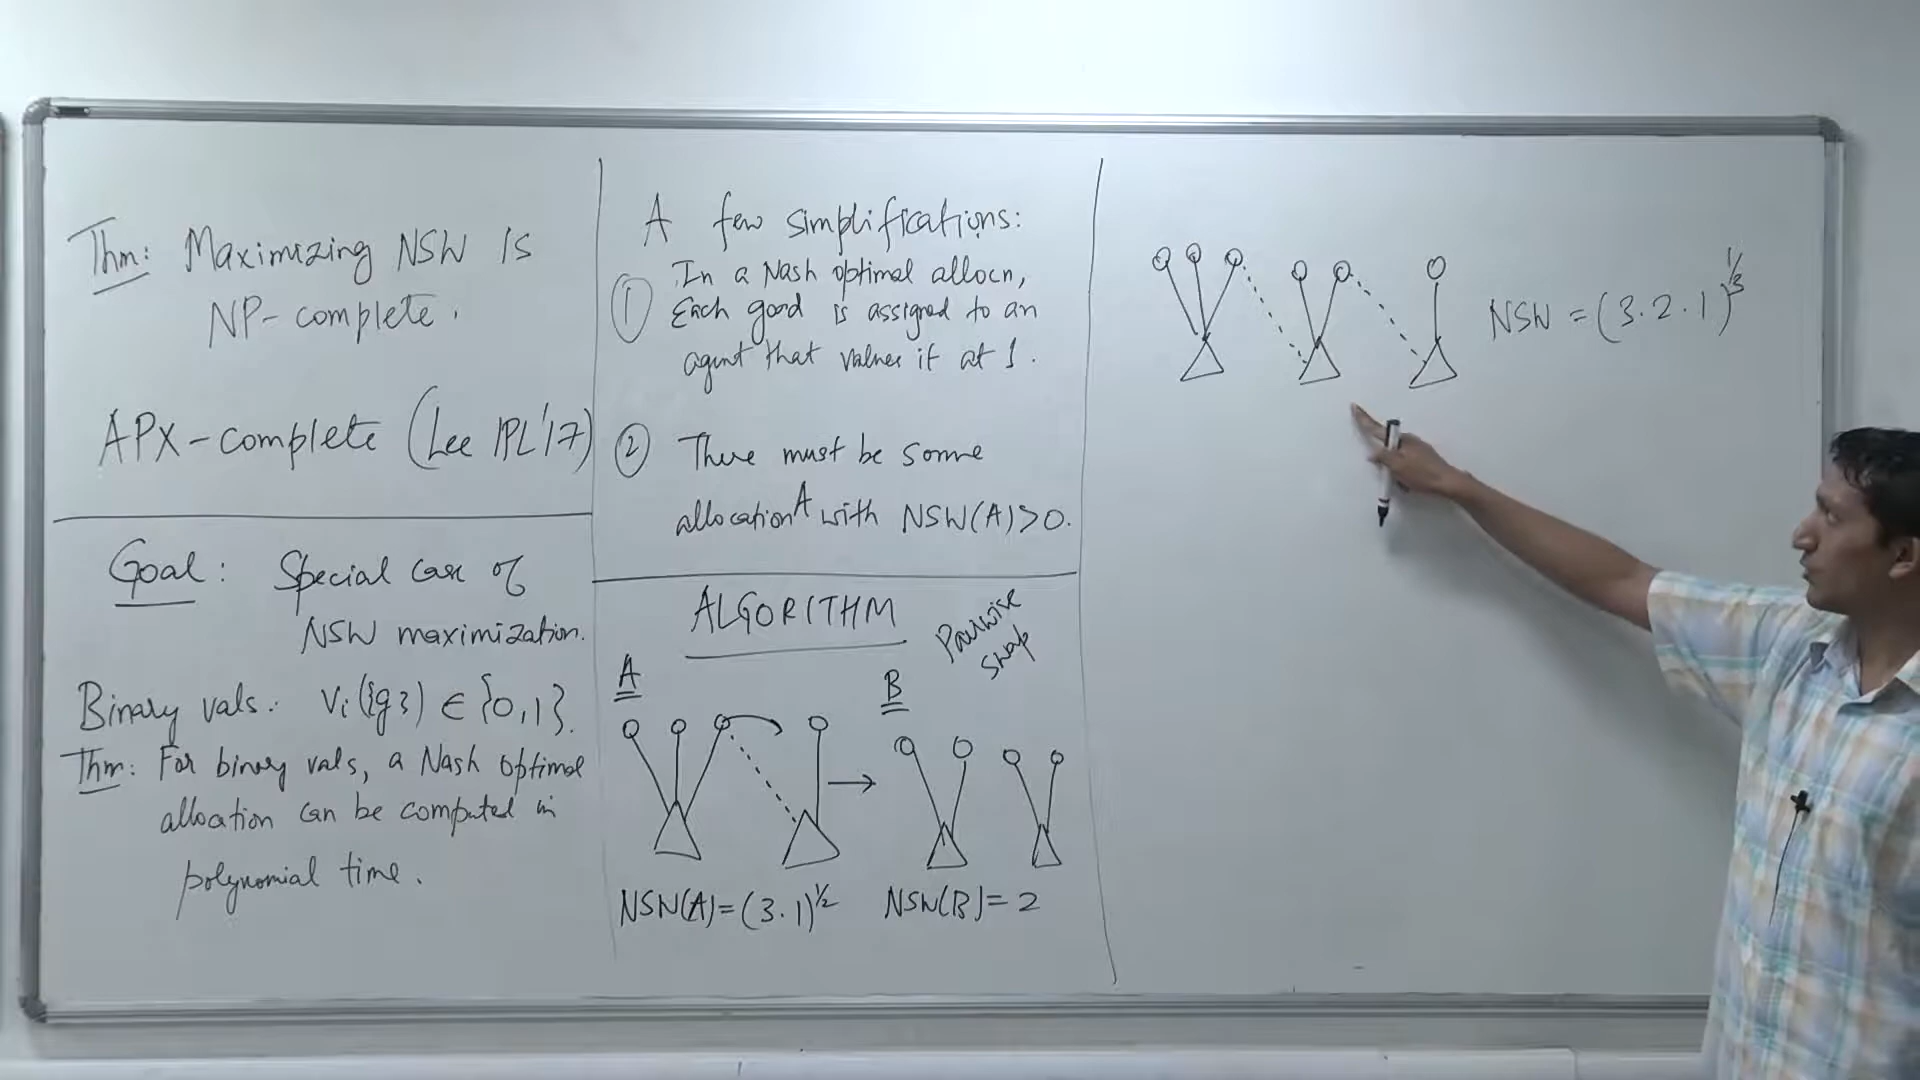 Thm: Maximizing NSW is
NP-complete.
APX-complete (Lee IPL'17)
Goal: Special case of
NSW maximization.
Binary vals: Vi({g}) ∈ {0,1}.
Thm: For binary vals, a Nash optimal
allocation can be computed in
polynomial time.
A few simplifications:
① In a Nash optimal allocn,
Each good is assigned to an
agent that values it at 1.
② There must be some
allocation A with NSW(A)>0.
ALGORITHM
Pairwise
swap
A
B
NSW(A)=(3.1)^1/2
NSW(B)=2
NSW = (3.2.1)^1/3